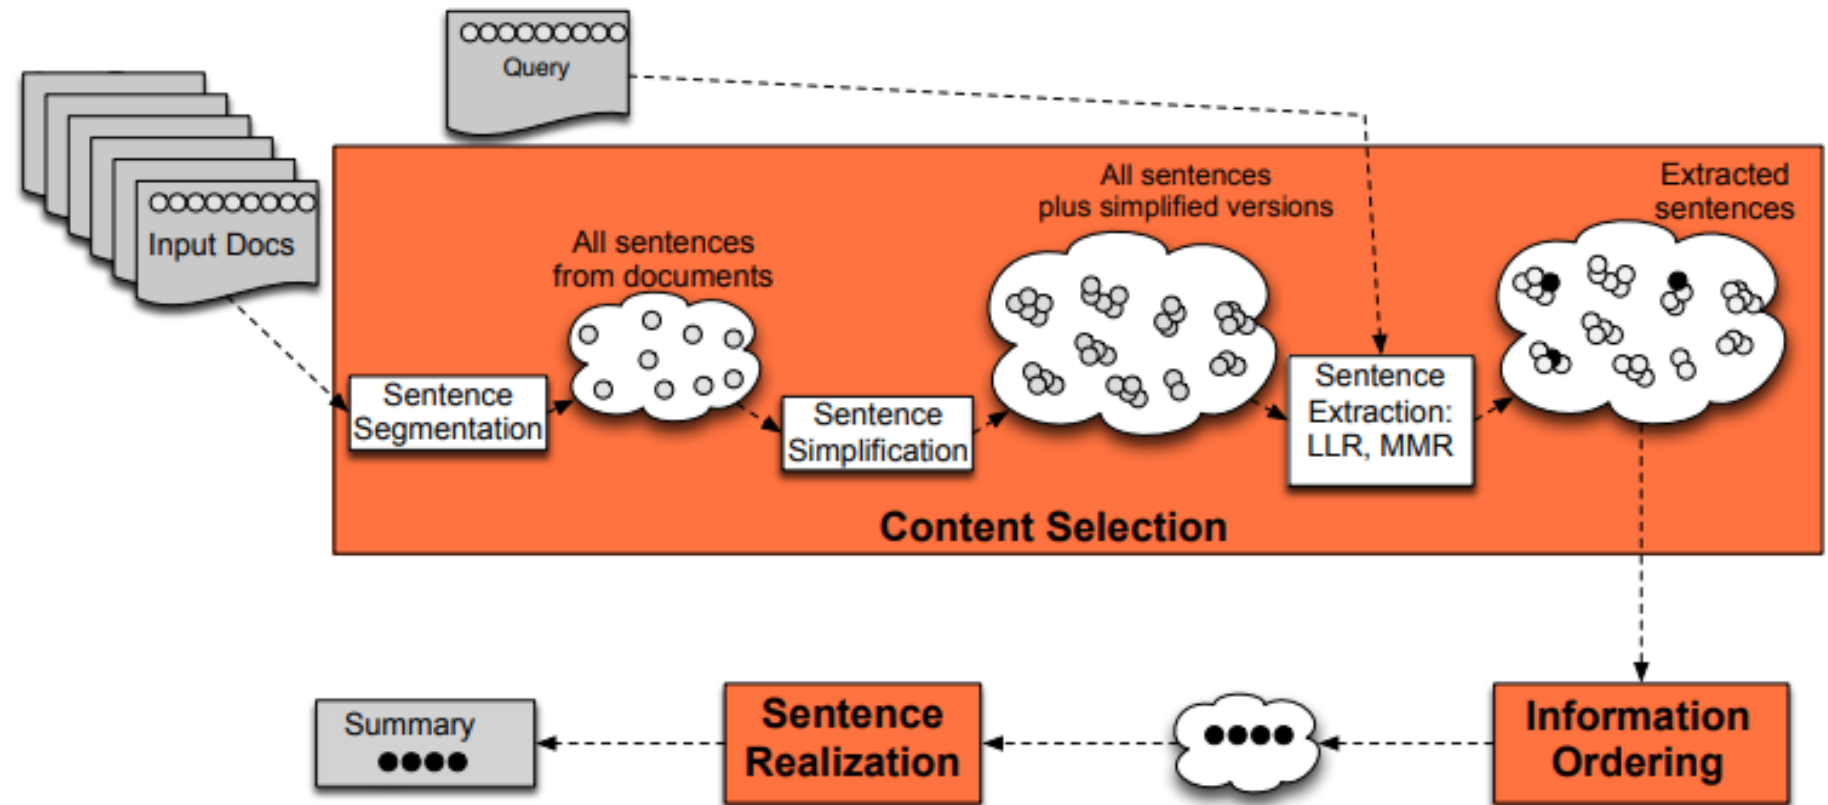 Query
Input Docs
All sentences
from documents
All sentences
plus simplified versions
Extracted
sentences
Sentence
Segmentation
Sentence
Simplification
Sentence
Extraction:
LLR, MMR
Content Selection
Information
Ordering
Sentence
Realization
Summary